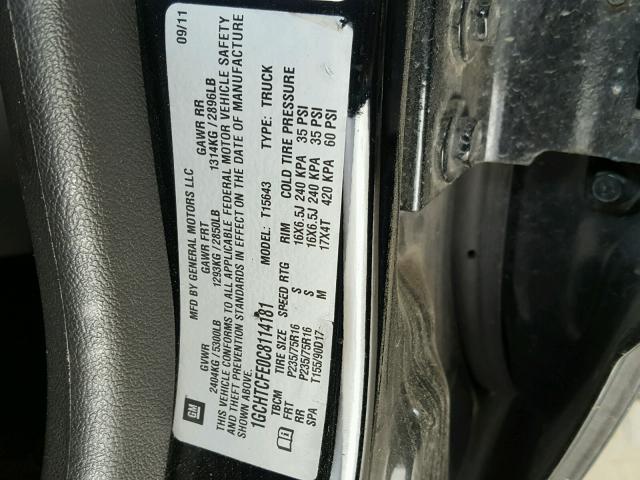 GM
MFD BY GENERAL MOTORS LLC
09/11
GVWR GAWR FRT GAWR RR
2404KG / 5300LB 1293KG / 2850LB 1314KG / 2896LB
THIS VEHICLE CONFORMS TO ALL APPLICABLE FEDERAL MOTOR VEHICLE SAFETY
AND THEFT PREVENTION STANDARDS IN EFFECT ON THE DATE OF MANUFACTURE
SHOWN ABOVE.
1GCHTCFE0C8114181 MODEL: T15643 TYPE: TRUCK
TBCM TIRE SIZE SPEED RTG RIM COLD TIRE PRESSURE
FRT P235/75R16 S 16X6.5J 240 KPA 35 PSI
RR P235/75R16 S 16X6.5J 240 KPA 35 PSI
SPA T155/90D17 M 17X4T 420 KPA 60 PSI